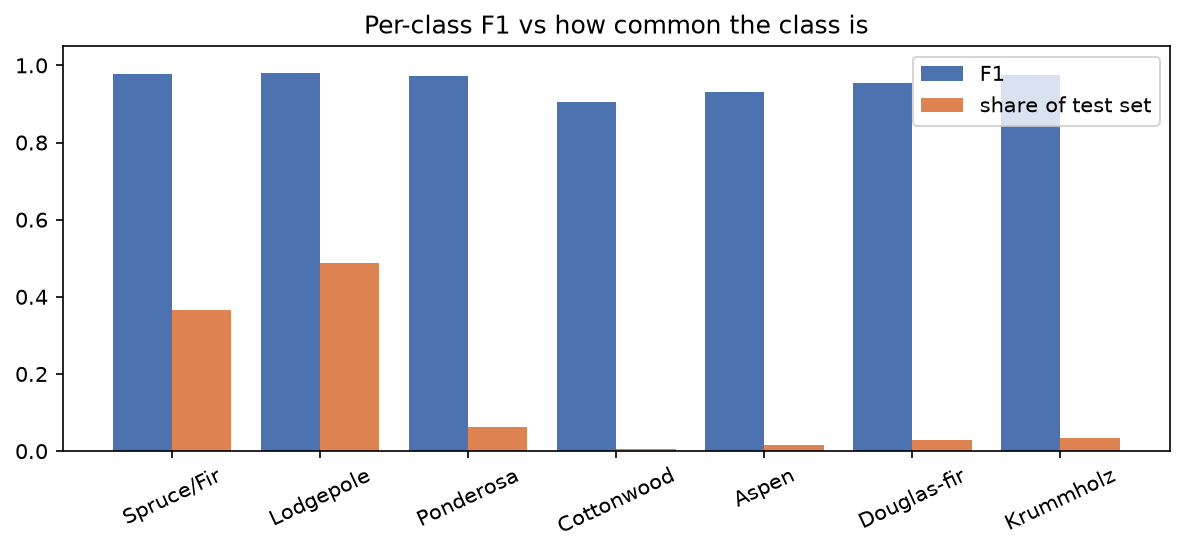 Per-class F1 vs how common the class is
F1
share of test set
1.0
0.8
0.6
0.4
0.2
0.0
Spruce/Fir
Lodgepole
Ponderosa
Cottonwood
Aspen
Douglas-fir
Krummholz